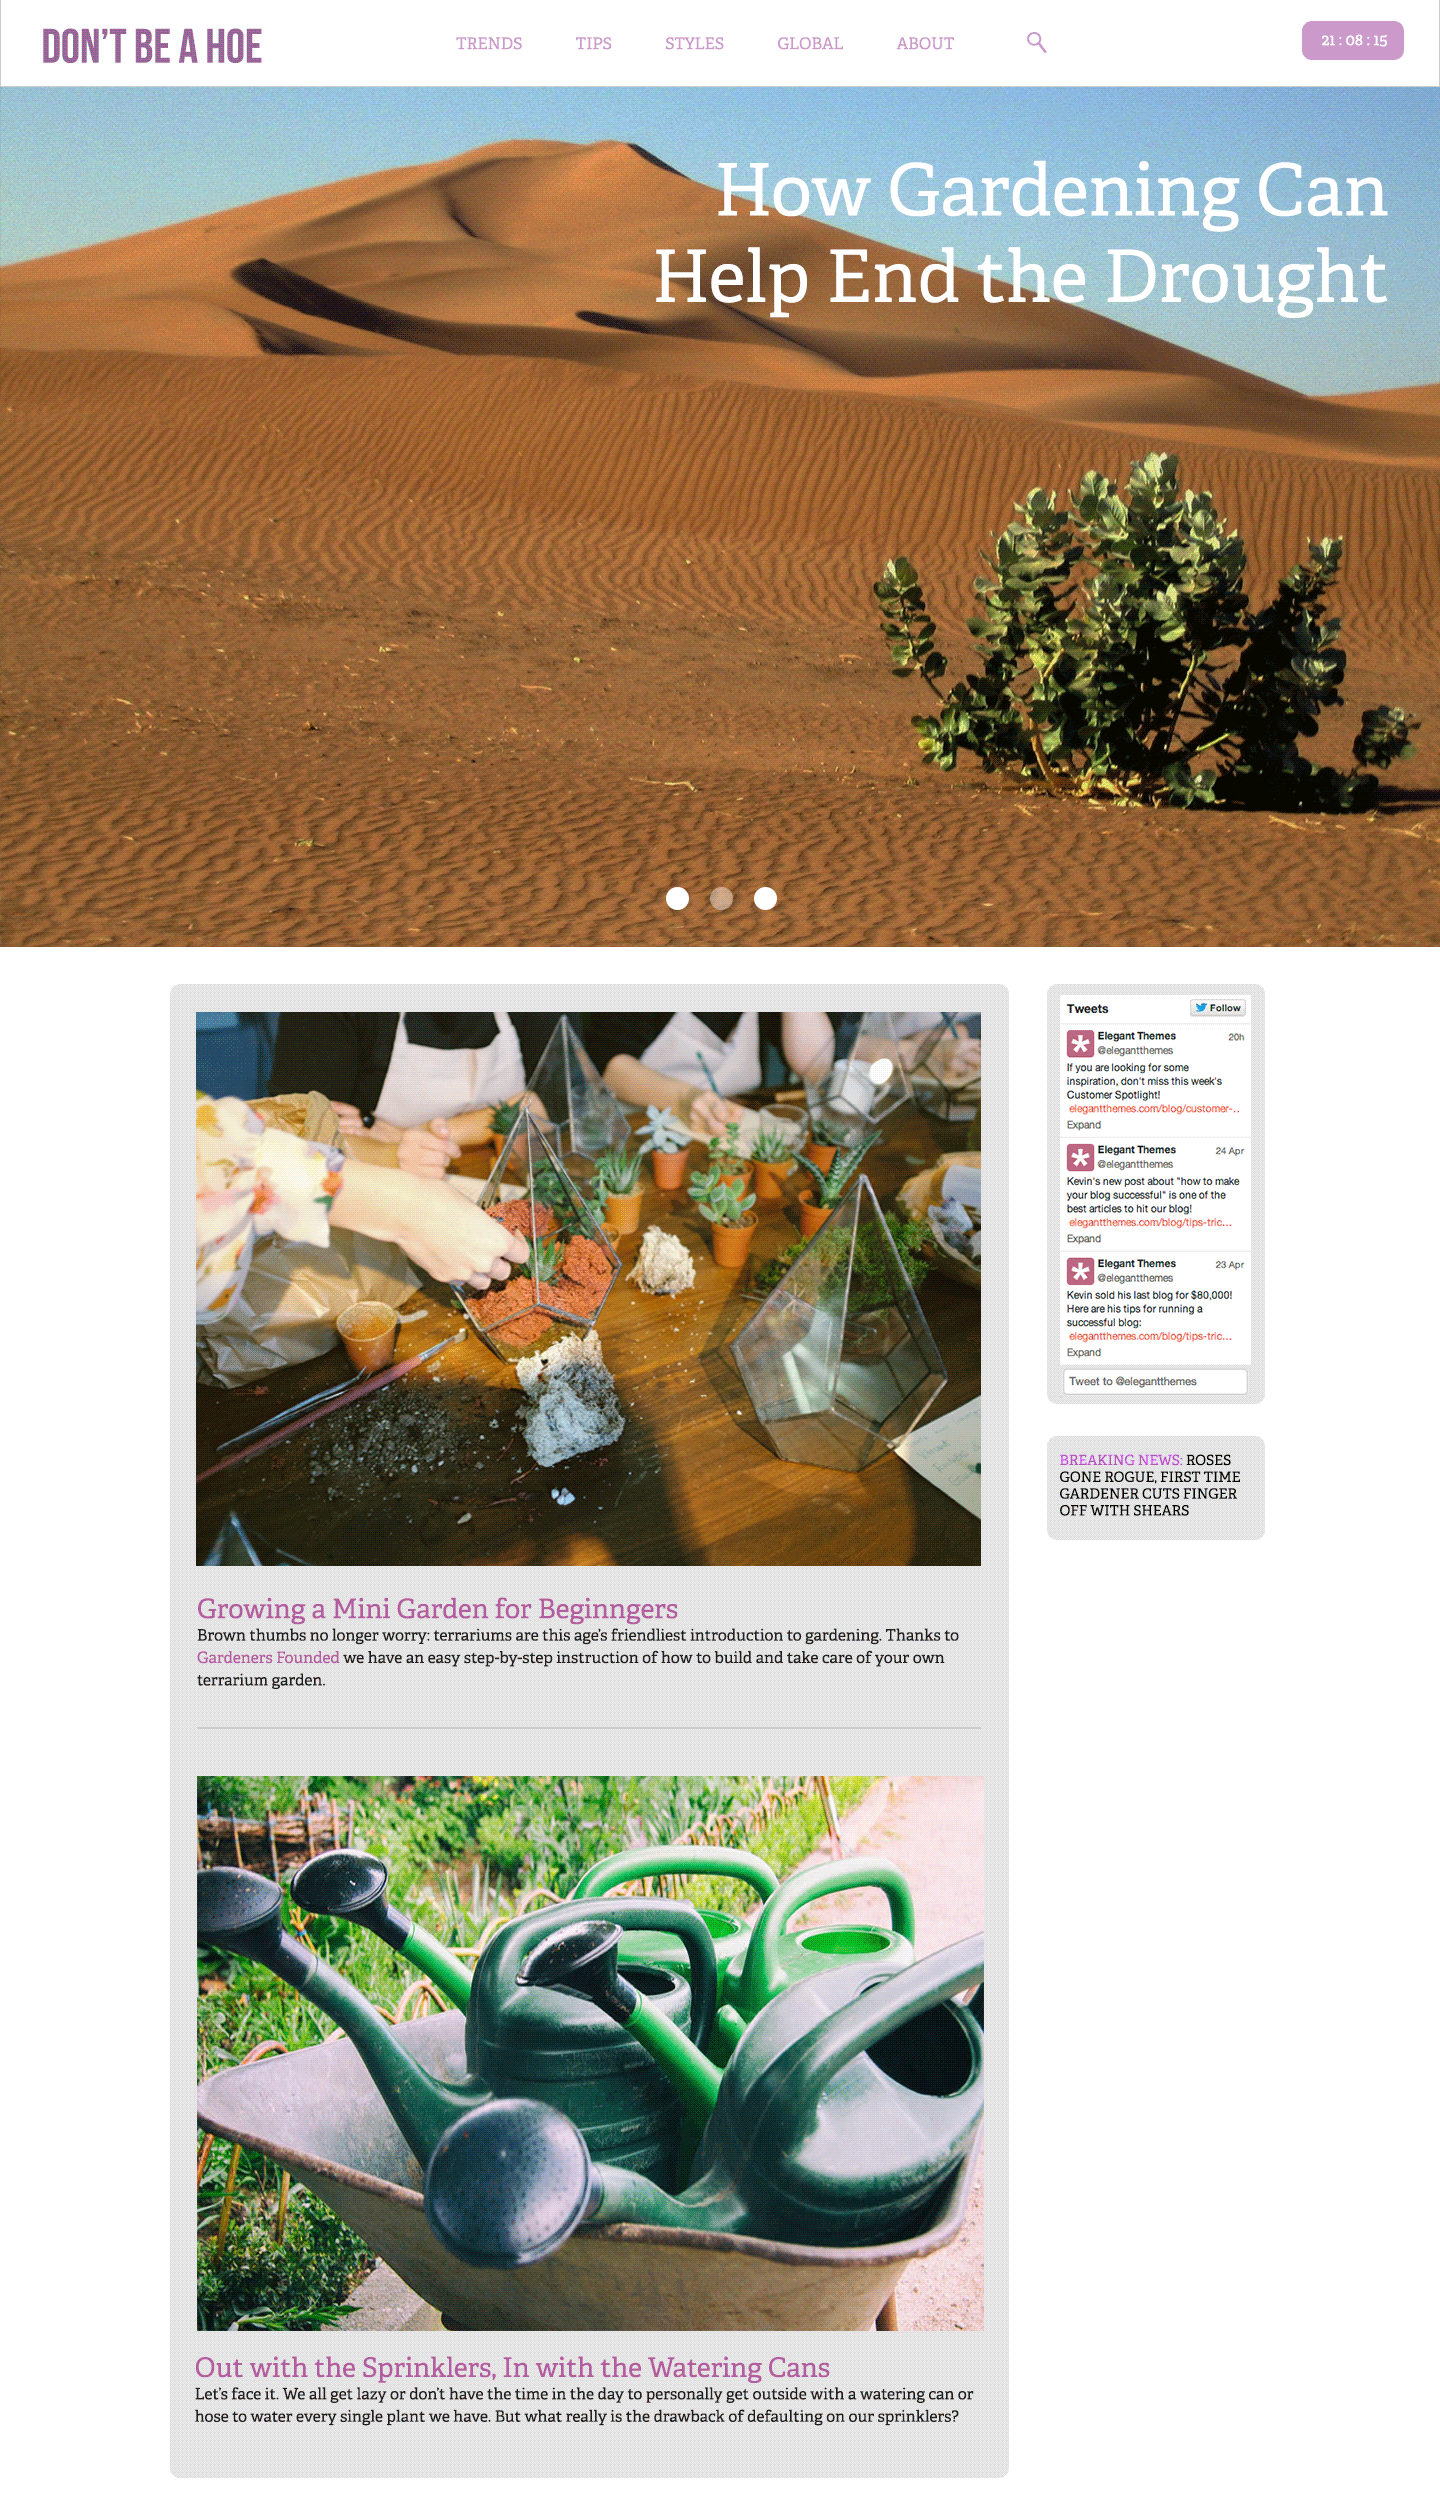 DON'T BE A HOE
TRENDS
TIPS
STYLES
GLOBAL
ABOUT
21 : 08 : 15
How Gardening Can
Help End the Drought
Growing a Mini Garden for Beginngers
Brown thumbs no longer worry: terrariums are this age's friendliest introduction to gardening. Thanks to
Gardeners Founded we have an easy step-by-step instruction of how to build and take care of your own
terrarium garden.
Out with the Sprinklers, In with the Watering Cans
Let's face it. We all get lazy or don't have the time in the day to personally get outside with a watering can or
hose to water every single plant we have. But what really is the drawback of defaulting on our sprinklers?
Tweets
Follow
Elegant Themes
20h
@elegantthemes
If you are looking for some
inspiration, don't miss this week's
Customer Spotlight!
elegantthemes.com/blog/customer-..
Expand
Elegant Themes
24 Apr
@elegantthemes
Kevin's new post about "how to make
your blog successful" is one of the
best articles to hit our blog!
elegantthemes.com/blog/tips-tric...
Expand
Elegant Themes
23 Apr
@elegantthemes
Kevin sold his last blog for $80,000!
Here are his tips for running a
successful blog:
elegantthemes.com/blog/tips-tric...
Expand
Tweet to @elegantthemes
BREAKING NEWS: ROSES
GONE ROGUE, FIRST TIME
GARDENER CUTS FINGER
OFF WITH SHEARS